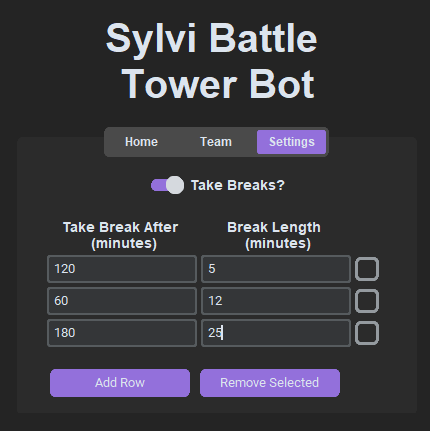 Sylvi Battle
Tower Bot
Home Team Settings
Take Breaks?
Take Break After Break Length
(minutes) (minutes)
120 5
60 12
180 25
Add Row Remove Selected